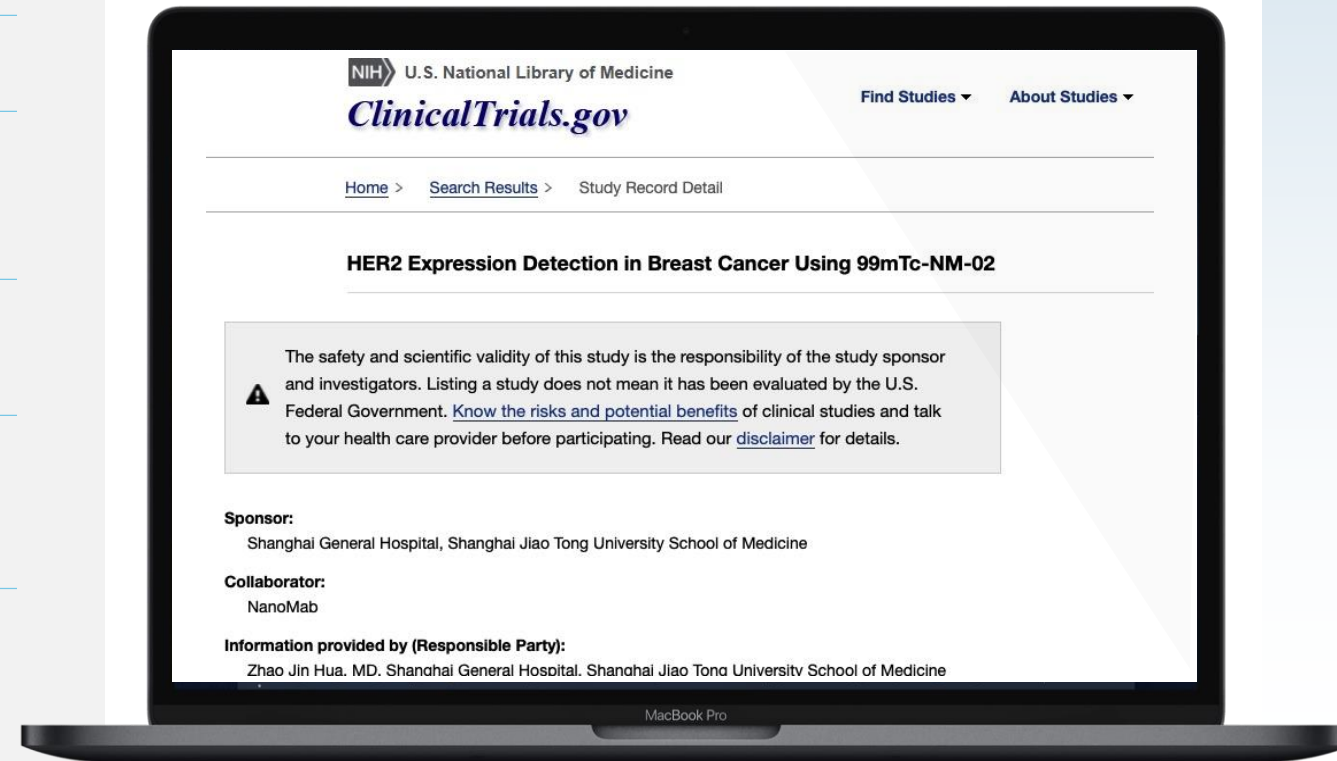 NIH U.S. National Library of Medicine
ClinicalTrials.gov
Find Studies About Studies
Home > Search Results > Study Record Detail
HER2 Expression Detection in Breast Cancer Using 99mTc-NM-02
The safety and scientific validity of this study is the responsibility of the study sponsor
and investigators. Listing a study does not mean it has been evaluated by the U.S.
Federal Government. Know the risks and potential benefits of clinical studies and talk
to your health care provider before participating. Read our disclaimer for details.
Sponsor:
Shanghai General Hospital, Shanghai Jiao Tong University School of Medicine
Collaborator:
NanoMab
Information provided by (Responsible Party):
Zhao Jin Hua, MD, Shanghai General Hospital, Shanghai Jiao Tong University School of Medicine
MacBook Pro